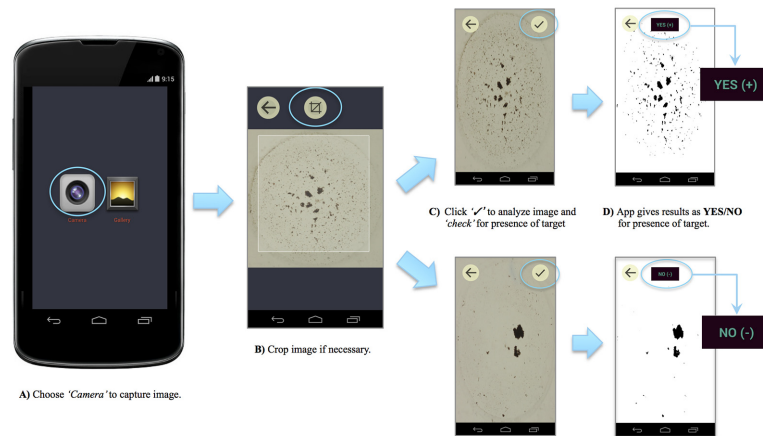 9:15
Camera
Gallery
A) Choose ‘Camera’ to capture image.
B) Crop image if necessary.
C) Click ‘✓’ to analyze image and
‘check’ for presence of target
YES (+)
YES (+)
D) App gives results as YES/NO
for presence of target.
NO (-)
NO (-)